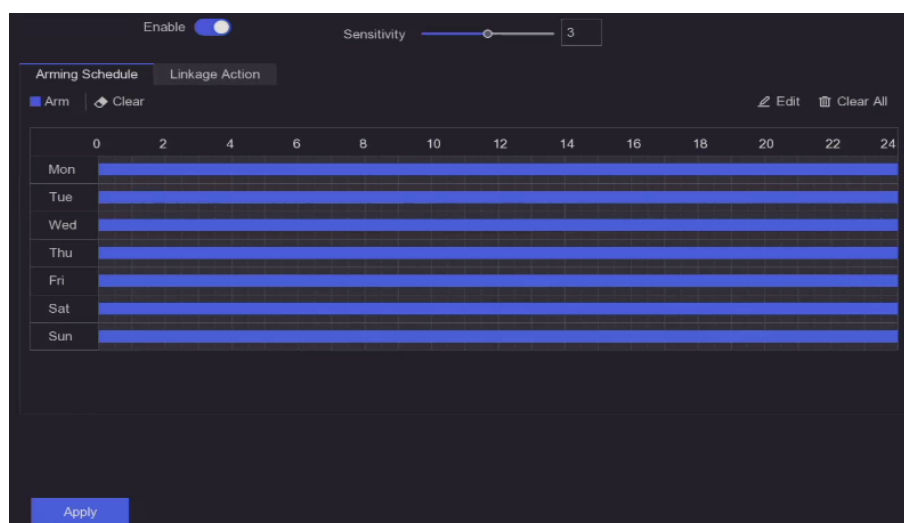 Enable Sensitivity 3
Arming Schedule Linkage Action
Arm Clear Edit Clear All
0 2 4 6 8 10 12 14 16 18 20 22 24
Mon
Tue
Wed
Thu
Fri
Sat
Sun
Apply